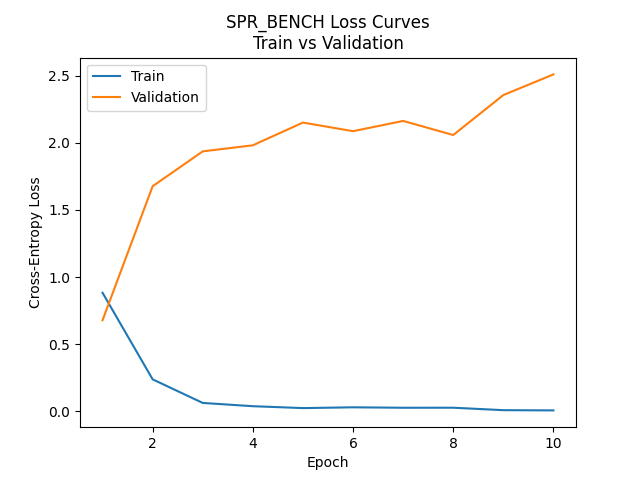 SPR_BENCH Loss Curves
Train vs Validation
Train
Validation
Cross-Entropy Loss
2.5
2.0
1.5
1.0
0.5
0.0
2
4
6
8
10
Epoch